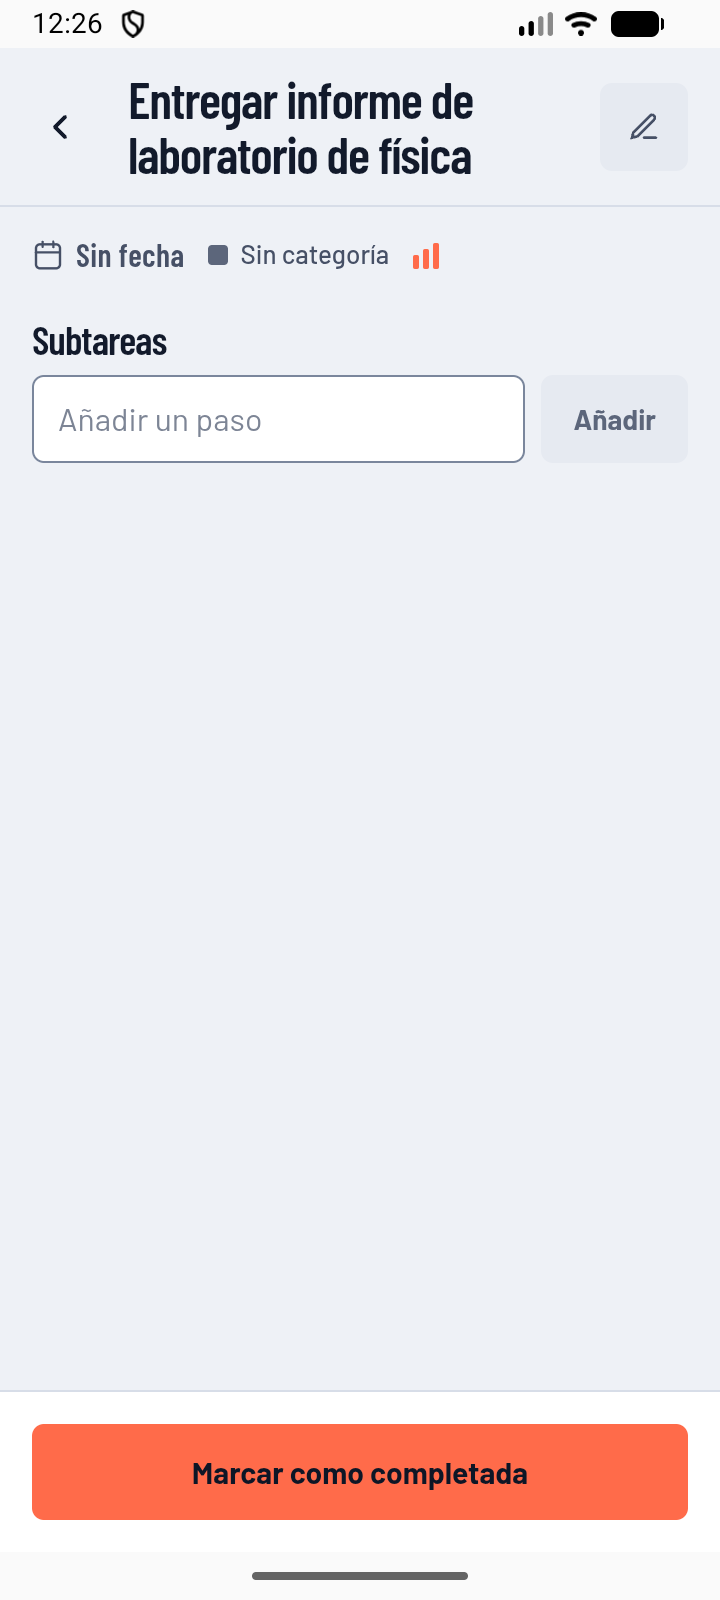 12:26
Entregar informe de
laboratorio de física
Sin fecha Sin categoría
Subtareas
Añadir un paso Añadir
Marcar como completada